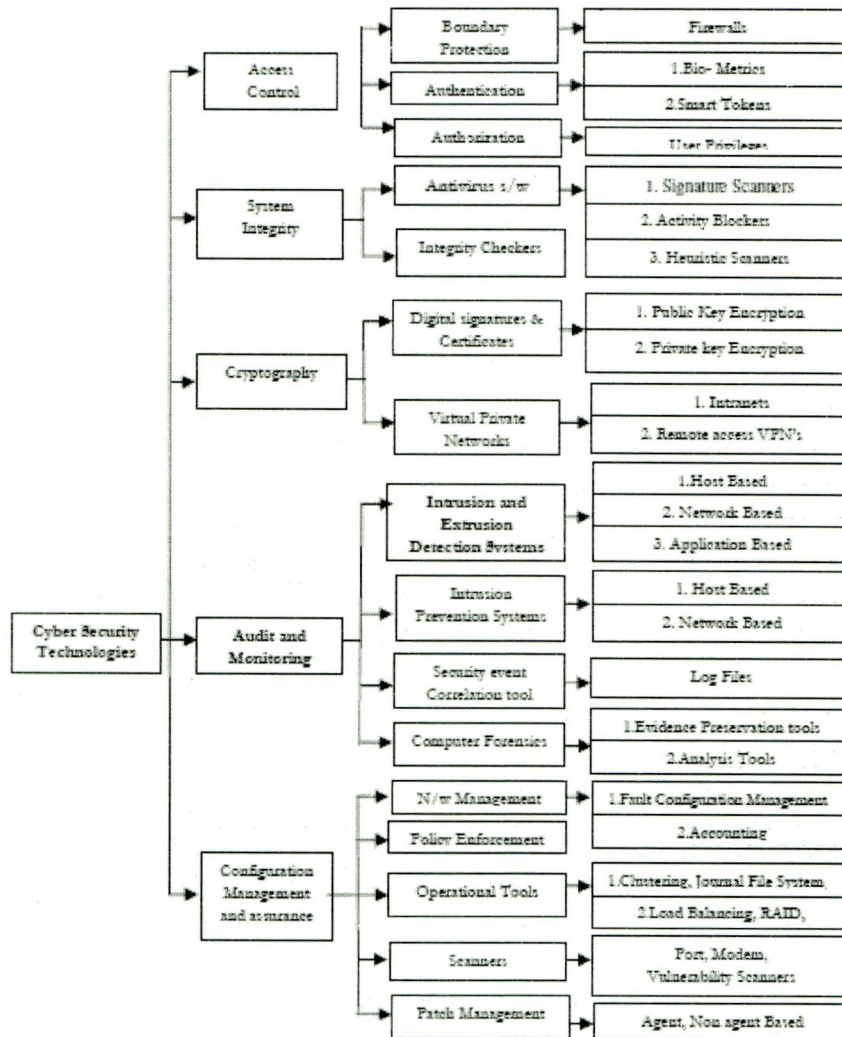 Cyber Security
Technologies
Access
Control
Boundary
Protection
Firewalls
Authentication
1.Bio- Metrics
2.Smart Tokens
Authorization
User Privileges
System
Integrity
Antivirus s/w
1. Signature Scanners
2. Activity Blockers
3. Heuristic Scanners
Integrity Checkers
Cryptography
Digital signatures &
Certificates
1. Public Key Encryption
2. Private key Encryption
Virtual Private
Networks
1. Intranets
2. Remote access VPN's
Audit and
Monitoring
Intrusion and
Extrusion
Detection Systems
1.Host Based
2. Network Based
3. Application Based
Intrusion
Prevention Systems
1. Host Based
2. Network Based
Security event
Correlation tool
Log Files
Computer Forensics
1.Evidence Preservation tools
2.Analysis Tools
Configuration
Management
and assurance
N/w Management
1.Fault Configuration Management
2.Accounting
Policy Enforcement
Operational Tools
1.Clustering, Journal File System,
2.Load Balancing, RAID,
Scanners
Port, Modem,
Vulnerability Scanners
Patch Management
Agent, Non agent Based